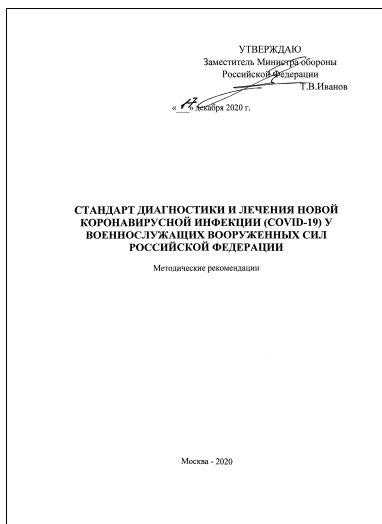 УТВЕРЖДАЮ
Заместитель Министра обороны
Российской Федерации
Т.В.Иванов
«17» декабря 2020 г.
СТАНДАРТ ДИАГНОСТИКИ И ЛЕЧЕНИЯ НОВОЙ
КОРОНАВИРУСНОЙ ИНФЕКЦИИ (COVID-19) У
ВОЕННОСЛУЖАЩИХ ВООРУЖЕННЫХ СИЛ
РОССИЙСКОЙ ФЕДЕРАЦИИ
Методические рекомендации
Москва - 2020